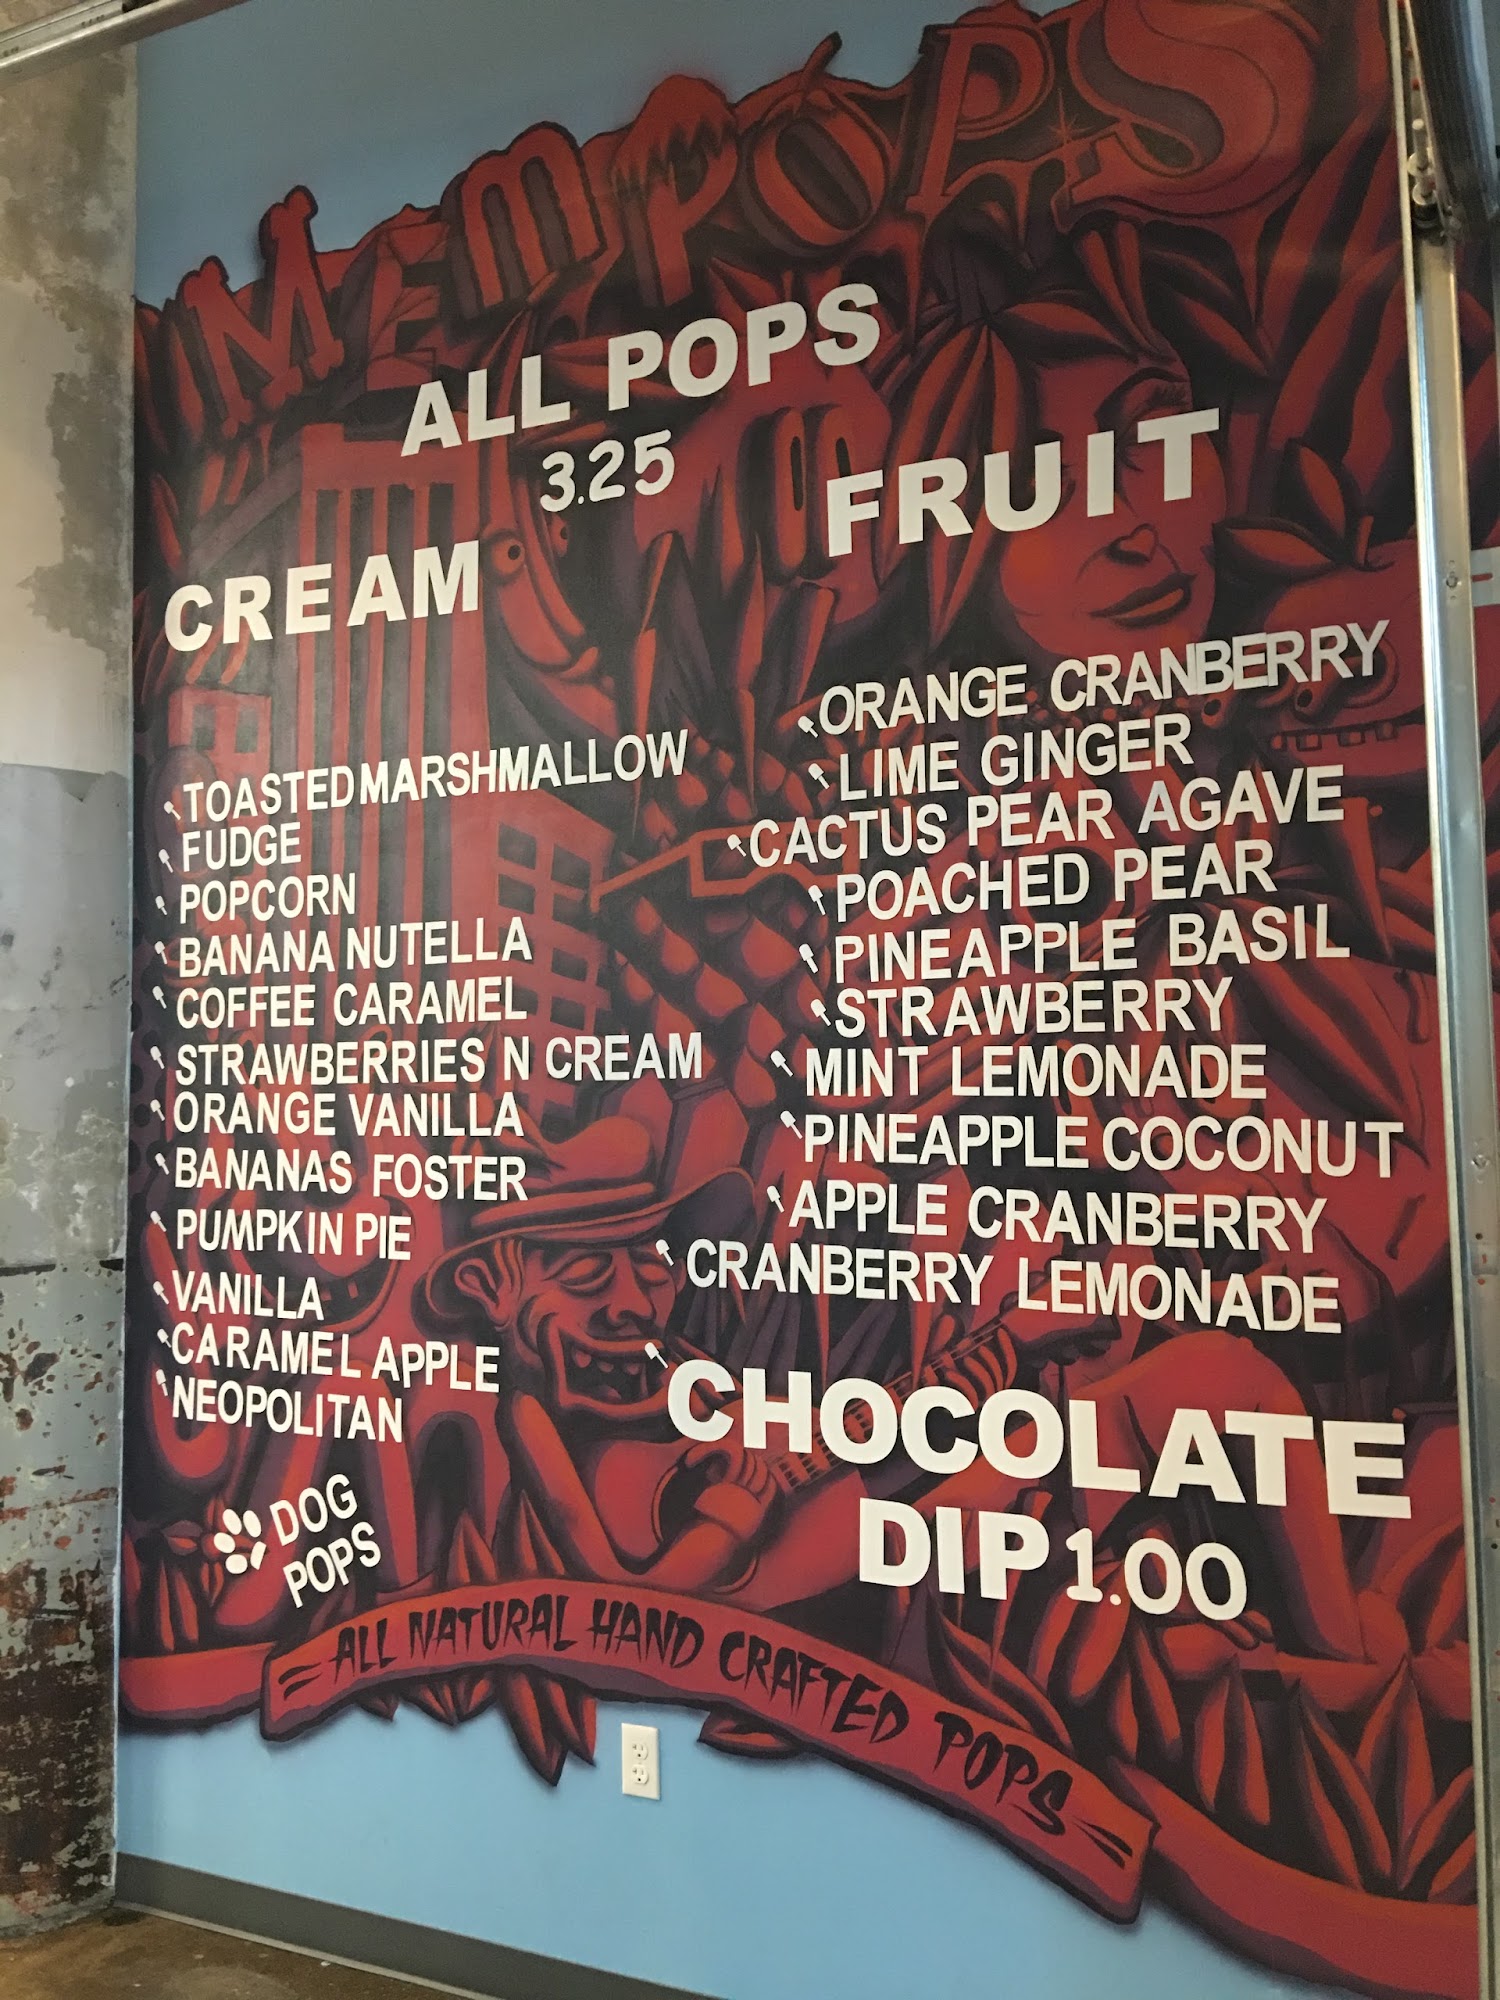 MEMPOPS
ALL POPS
3.25
CREAM
TOASTED MARSHMALLOW
FUDGE
POPCORN
BANANA NUTELLA
COFFEE CARAMEL
STRAWBERRIES N CREAM
ORANGE VANILLA
BANANAS FOSTER
PUMPKIN PIE
VANILLA
CARAMEL APPLE
NEOPOLITAN
DOG
POPS
FRUIT
ORANGE CRANBERRY
LIME GINGER
CACTUS PEAR AGAVE
POACHED PEAR
PINEAPPLE BASIL
STRAWBERRY
MINT LEMONADE
PINEAPPLE COCONUT
APPLE CRANBERRY
CRANBERRY LEMONADE
CHOCOLATE
DIP 1.00
= ALL NATURAL HAND CRAFTED POPS =